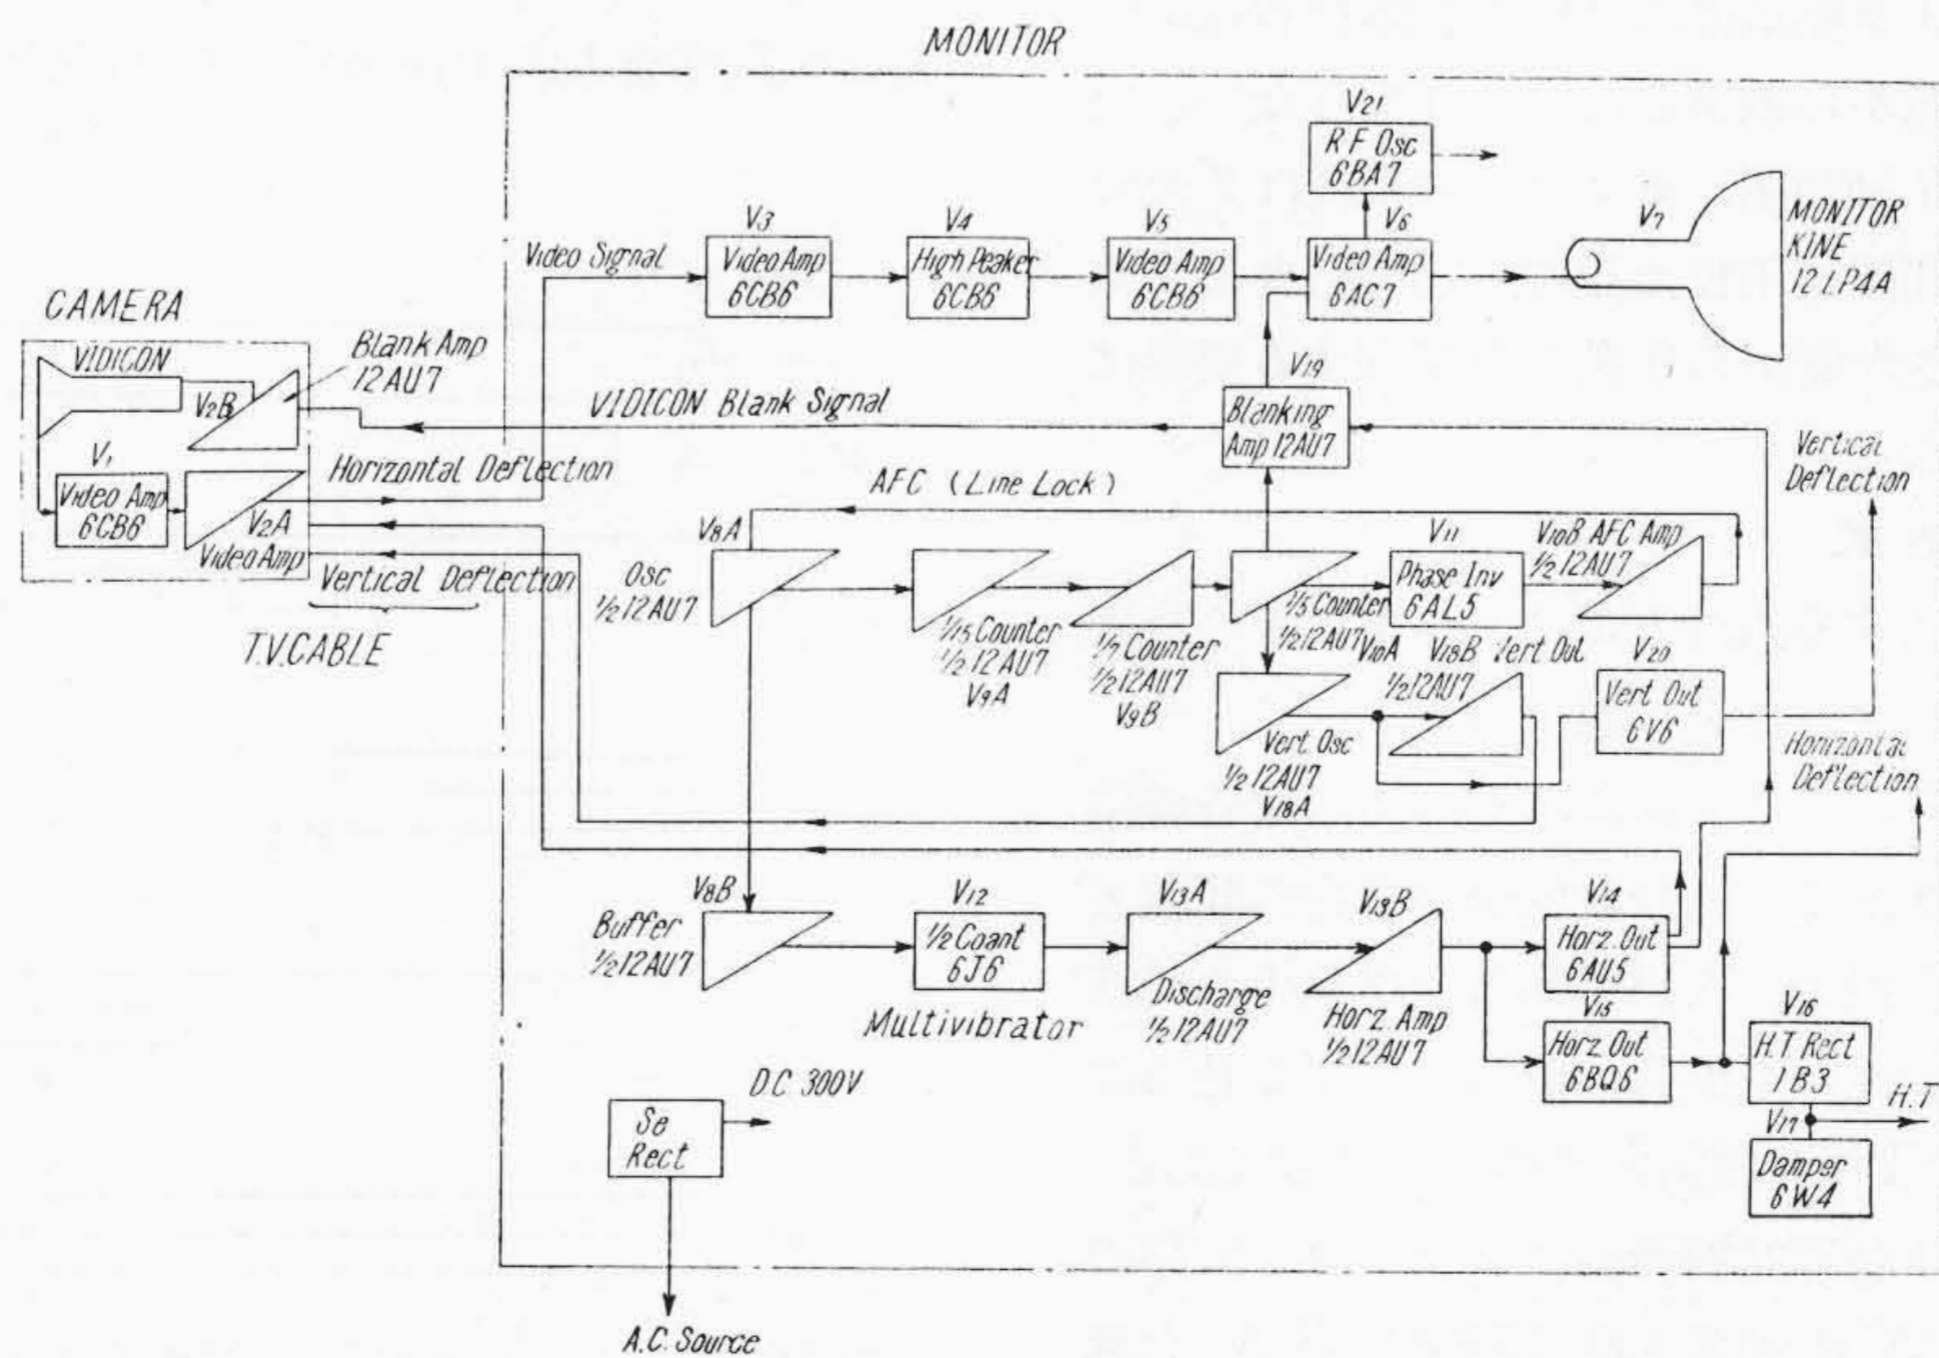 MONITOR
V21
R F Osc
6BA7
V3
Video Amp
6CB6
V4
High Peaker
6CB6
V5
Video Amp
6CB6
V6
Video Amp
6AC7
V7
MONITOR
KINE
12LP4A
Video Signal
CAMERA
VIDICON
Blank Amp
12AU7
V2B
VIDICON Blank Signal
V19
Blanking
Amp 12AU7
V1
Video Amp
6CB6
V2A
Video Amp
Horizontal Deflection
Vertical Deflection
T.V.CABLE
AFC (Line Lock)
Vertical
Deflection
V8A
Osc
1/2 12AU7
1/15 Counter
1/2 12AU7
V9A
1/7 Counter
1/2 12AU7
V9B
1/5 Counter
1/2 12AU7 V10A
V11
Phase Inv
6AL5
V10B AFC Amp
1/2 12AU7
V18B Vert Out
1/2 12AU7
V20
Vert Out
6V6
Vert. Osc
1/2 12AU7
V18A
Horizontal
Deflection
V8B
Buffer
1/2 12AU7
V12
1/2 Coant
6J6
Multivibrator
V13A
Discharge
1/2 12AU7
V13B
Horz. Amp
1/2 12AU7
V14
Horz. Out
6AU5
V15
Horz. Out
6BQ6
V16
H.T Rect
1B3
H.T
V17
Damper
6W4
D.C. 300V
Se
Rect
A.C. Source